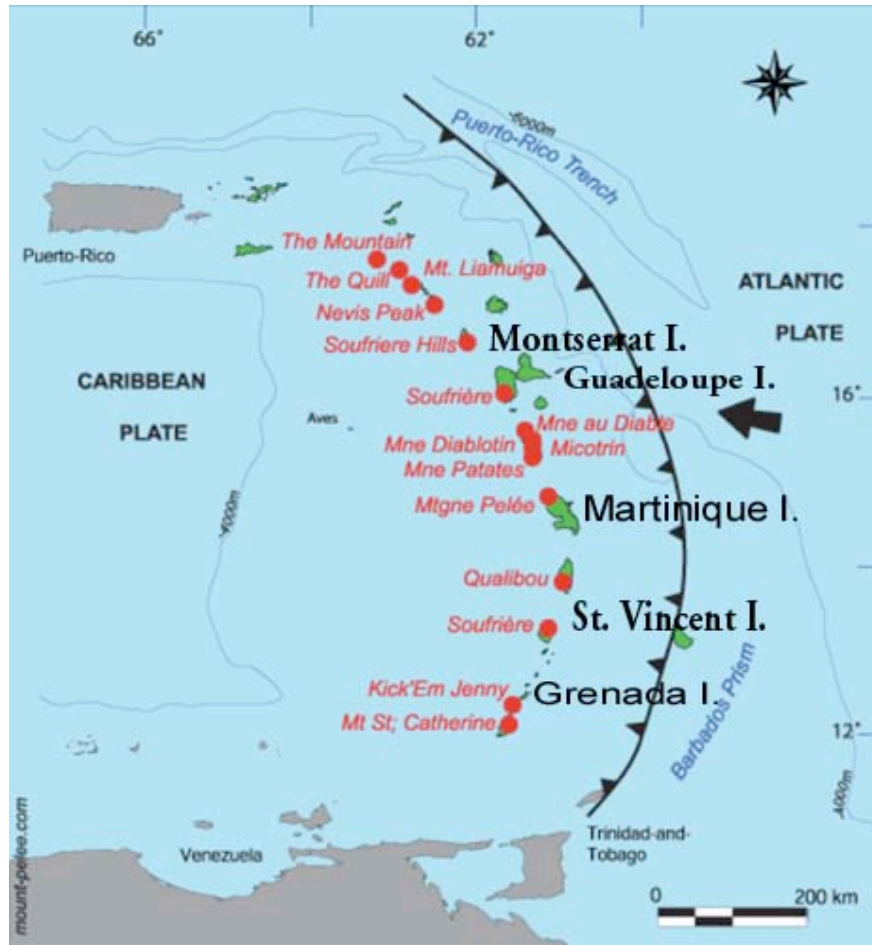 66°
62°
-6000m
Puerto-Rico Trench
Puerto-Rico
The Mountain
Mt. Liamuiga
The Quill
Nevis Peak
ATLANTIC
PLATE
Soufriere Hills
Montserrat I.
CARIBBEAN
PLATE
Guadeloupe I.
16°
Soufrière
Aves
Mne au Diable
Mne Diablotin
Micotrin
Mne Patates
Mtgne Pelée
Martinique I.
-4000m
Qualibou
Soufrière
St. Vincent I.
Kick'Em Jenny
Grenada I.
Mt St; Catherine
12°
Barbados Prism
4000m
mount-pelee.com
Venezuela
Trinidad-and-
Tobago
0
200 km